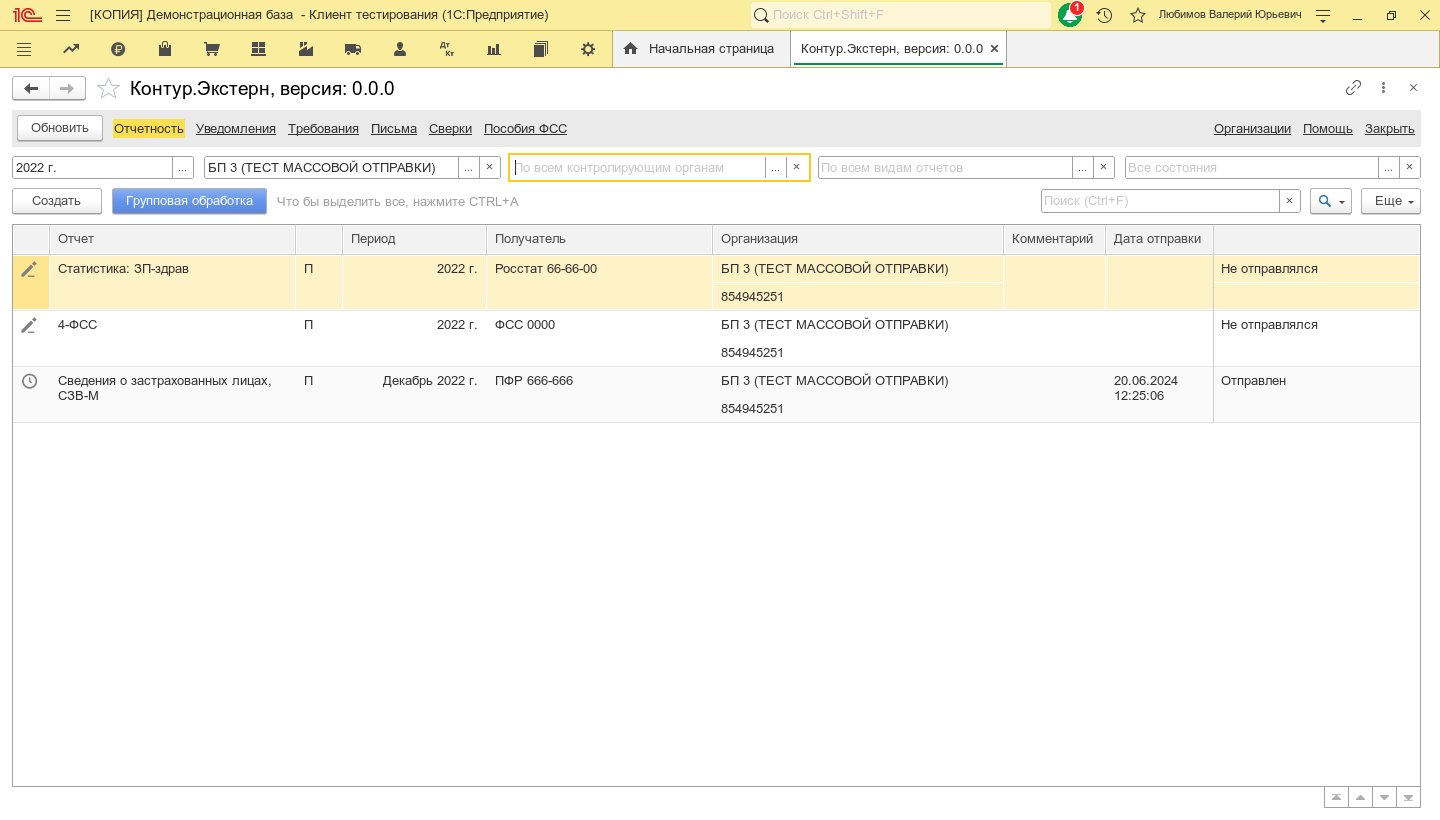 1С [КОПИЯ] Демонстрационная база - Клиент тестирования (1С:Предприятие) Поиск Ctrl+Shift+F 1 Любимов Валерий Юрьевич
Дт Кт Начальная страница Контур.Экстерн, версия: 0.0.0 ×
Контур.Экстерн, версия: 0.0.0
Обновить Отчетность Уведомления Требования Письма Сверки Пособия ФСС Организации Помощь Закрыть
2022 г. ... БП 3 (ТЕСТ МАССОВОЙ ОТПРАВКИ) ... × По всем контролирующим органам ... × По всем видам отчетов ... × Все состояния ... ×
Создать Групповая обработка Что бы выделить все, нажмите CTRL+A Поиск (Ctrl+F) × Еще
Отчет Период Получатель Организация Комментарий Дата отправки
Статистика: ЗП-здрав П 2022 г. Росстат 66-66-00 БП 3 (ТЕСТ МАССОВОЙ ОТПРАВКИ) Не отправлялся
854945251
4-ФСС П 2022 г. ФСС 0000 БП 3 (ТЕСТ МАССОВОЙ ОТПРАВКИ) Не отправлялся
854945251
Сведения о застрахованных лицах, П Декабрь 2022 г. ПФР 666-666 БП 3 (ТЕСТ МАССОВОЙ ОТПРАВКИ) 20.06.2024 Отправлен
СЗВ-М 12:25:06
854945251